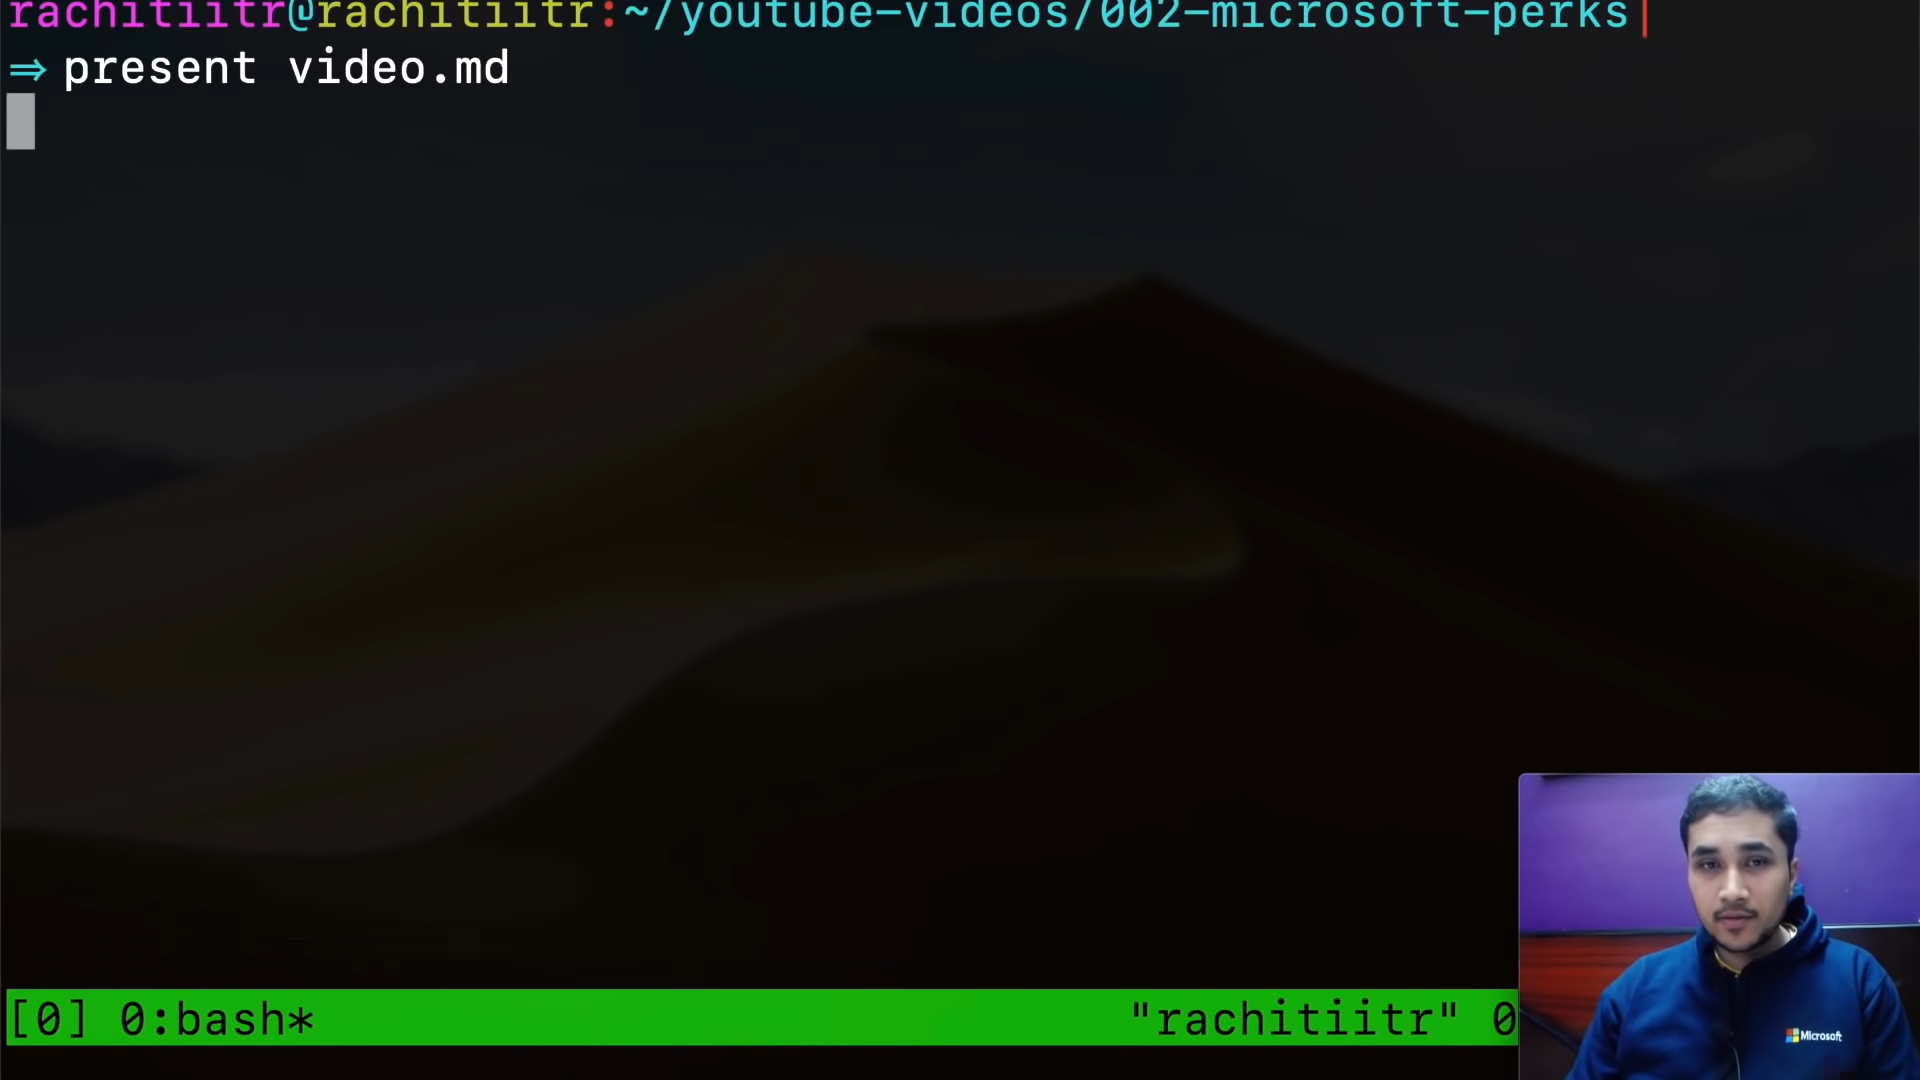 rachitiitr@rachitiitr:~/youtube-videos/002-microsoft-perks|
⇒ present video.md
[0] 0:bash* "rachitiitr" 0
Microsoft